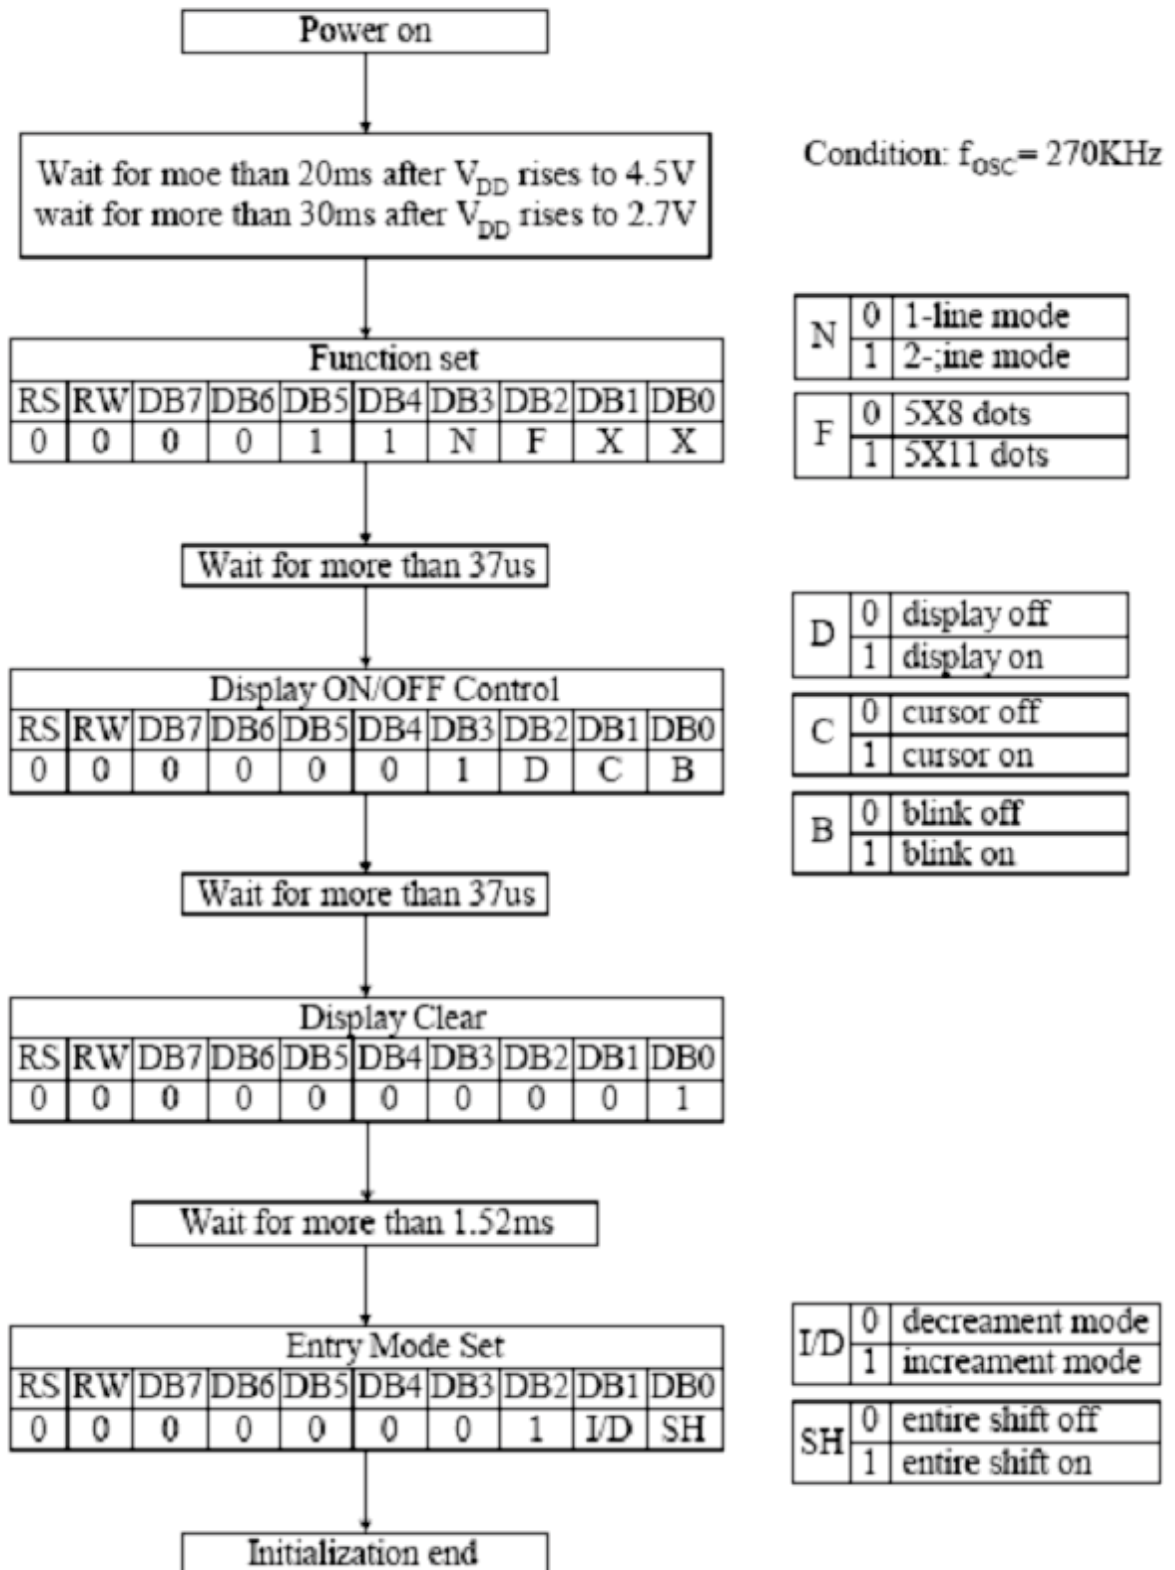 Power on
Wait for moe than 20ms after VDD rises to 4.5V
wait for more than 30ms after VDD rises to 2.7V
Condition: fOSC= 270KHz
Function set
RS RW DB7 DB6 DB5 DB4 DB3 DB2 DB1 DB0
0 0 0 0 1 1 N F X X
N 0 1-line mode
1 2-;ine mode
F 0 5X8 dots
1 5X11 dots
Wait for more than 37us
Display ON/OFF Control
RS RW DB7 DB6 DB5 DB4 DB3 DB2 DB1 DB0
0 0 0 0 0 0 1 D C B
D 0 display off
1 display on
C 0 cursor off
1 cursor on
B 0 blink off
1 blink on
Wait for more than 37us
Display Clear
RS RW DB7 DB6 DB5 DB4 DB3 DB2 DB1 DB0
0 0 0 0 0 0 0 0 0 1
Wait for more than 1.52ms
Entry Mode Set
RS RW DB7 DB6 DB5 DB4 DB3 DB2 DB1 DB0
0 0 0 0 0 0 0 1 I/D SH
I/D 0 decreament mode
1 increament mode
SH 0 entire shift off
1 entire shift on
Initialization end